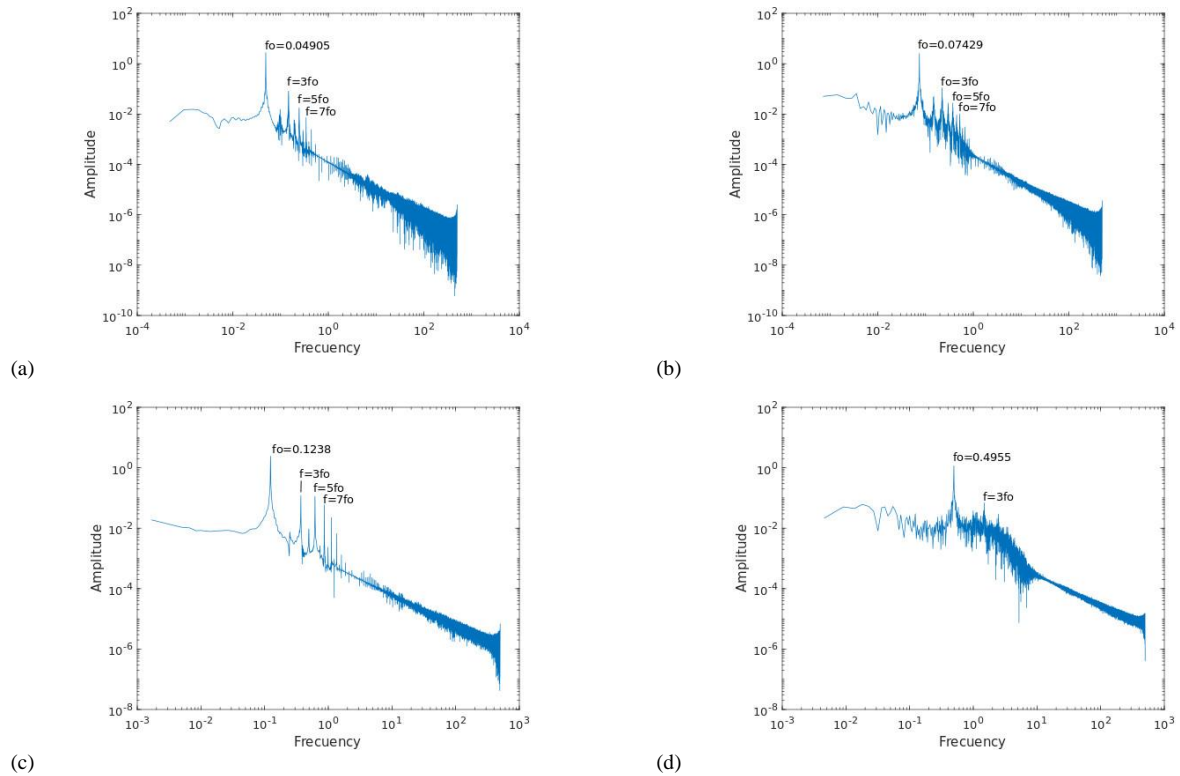 10^2
fo=0.04905
10^0
f=3fo
f=5fo
10^-2
f=7fo
Amplitude
10^-4
10^-6
10^-8
10^-10
10^-4 10^-2 10^0 10^2 10^4
Frecuency
(a)
10^2
fo=0.07429
10^0
fo=3fo
fo=5fo
10^-2
fo=7fo
Amplitude
10^-4
10^-6
10^-8
10^-10
10^-4 10^-2 10^0 10^2 10^4
Frecuency
(b)
10^2
fo=0.1238
10^0
f=3fo
f=5fo
f=7fo
10^-2
Amplitude
10^-4
10^-6
10^-8
10^-3 10^-2 10^-1 10^0 10^1 10^2 10^3
Frecuency
(c)
10^2
fo=0.4955
10^0
f=3fo
10^-2
Amplitude
10^-4
10^-6
10^-8
10^-3 10^-2 10^-1 10^0 10^1 10^2 10^3
Frecuency
(d)